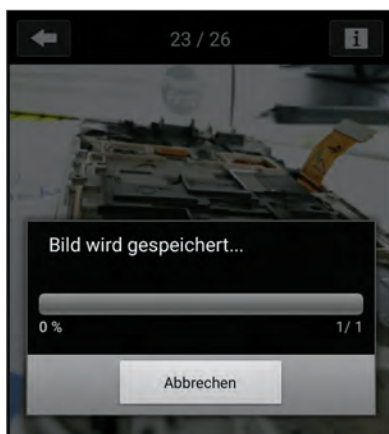 23 / 26
i
Bild wird gespeichert...
0 %
1/ 1
Abbrechen